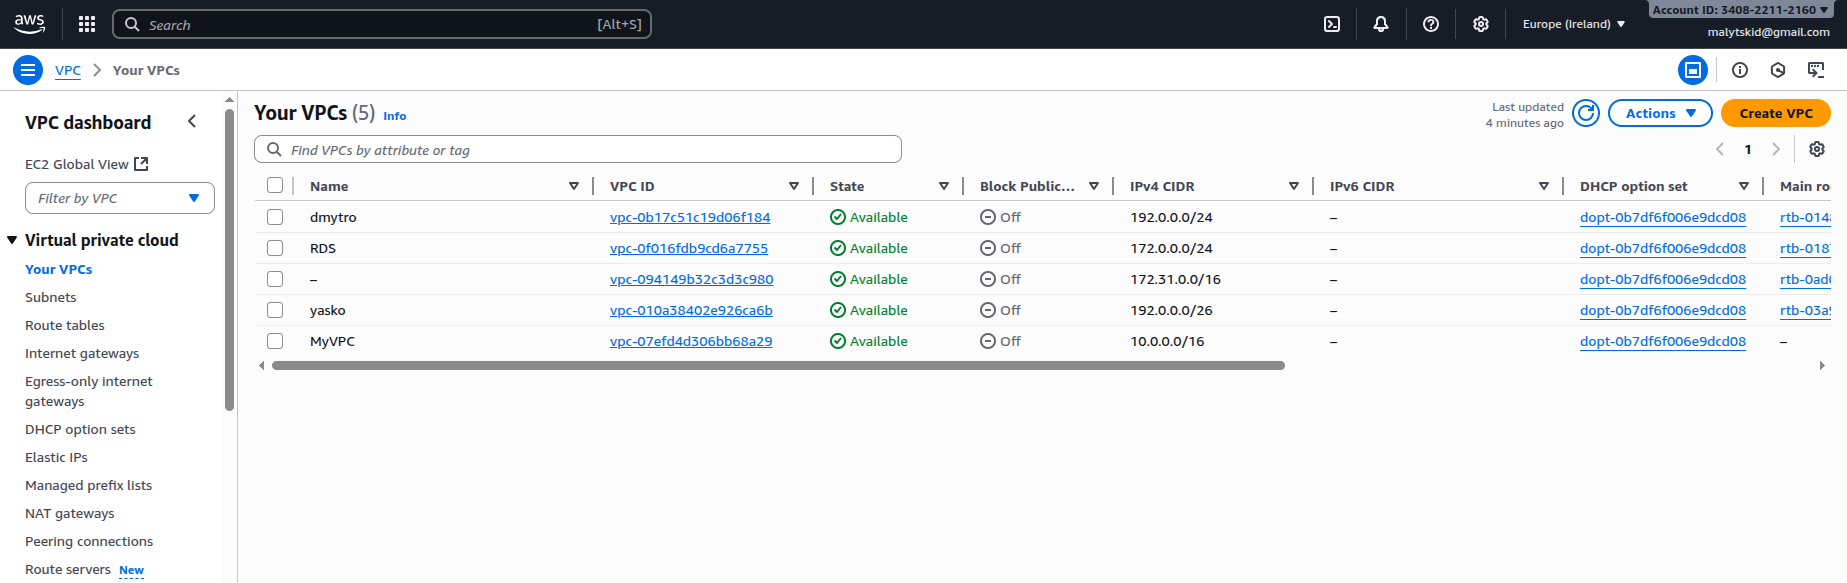 aws
Search [Alt+S]
Europe (Ireland)
Account ID: 3408-2211-2160
malytskid@gmail.com
VPC
Your VPCs
VPC dashboard
EC2 Global View
Filter by VPC
Virtual private cloud
Your VPCs
Subnets
Route tables
Internet gateways
Egress-only internet
gateways
DHCP option sets
Elastic IPs
Managed prefix lists
NAT gateways
Peering connections
Route servers New
Your VPCs (5) Info
Last updated
4 minutes ago
Actions
Create VPC
Find VPCs by attribute or tag
1
Name VPC ID State Block Public... IPv4 CIDR IPv6 CIDR DHCP option set Main ro
dmytro vpc-0b17c51c19d06f184 Available Off 192.0.0.0/24 – dopt-0b7df6f006e9dcd08 rtb-014
RDS vpc-0f016fdb9cd6a7755 Available Off 172.0.0.0/24 – dopt-0b7df6f006e9dcd08 rtb-018
– vpc-094149b32c3d3c980 Available Off 172.31.0.0/16 – dopt-0b7df6f006e9dcd08 rtb-0ad
yasko vpc-010a38402e926ca6b Available Off 192.0.0.0/26 – dopt-0b7df6f006e9dcd08 rtb-03a
MyVPC vpc-07efd4d306bb68a29 Available Off 10.0.0.0/16 – dopt-0b7df6f006e9dcd08 –